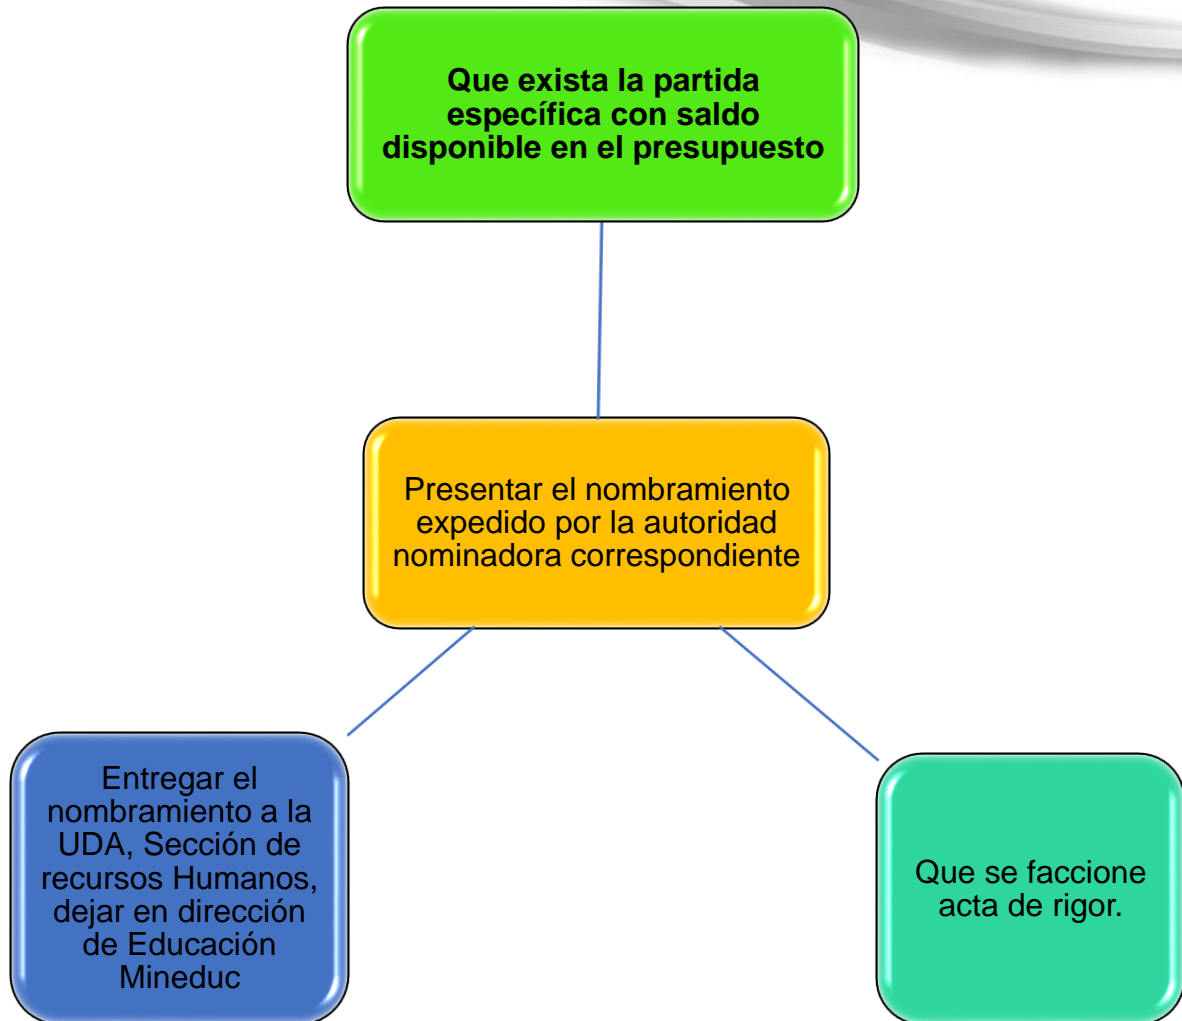 Que exista la partida
específica con saldo
disponible en el presupuesto
Presentar el nombramiento
expedido por la autoridad
nominadora correspondiente
Entregar el
nombramiento a la
UDA, Sección de
recursos Humanos,
dejar en dirección
de Educación
Mineduc
Que se faccione
acta de rigor.